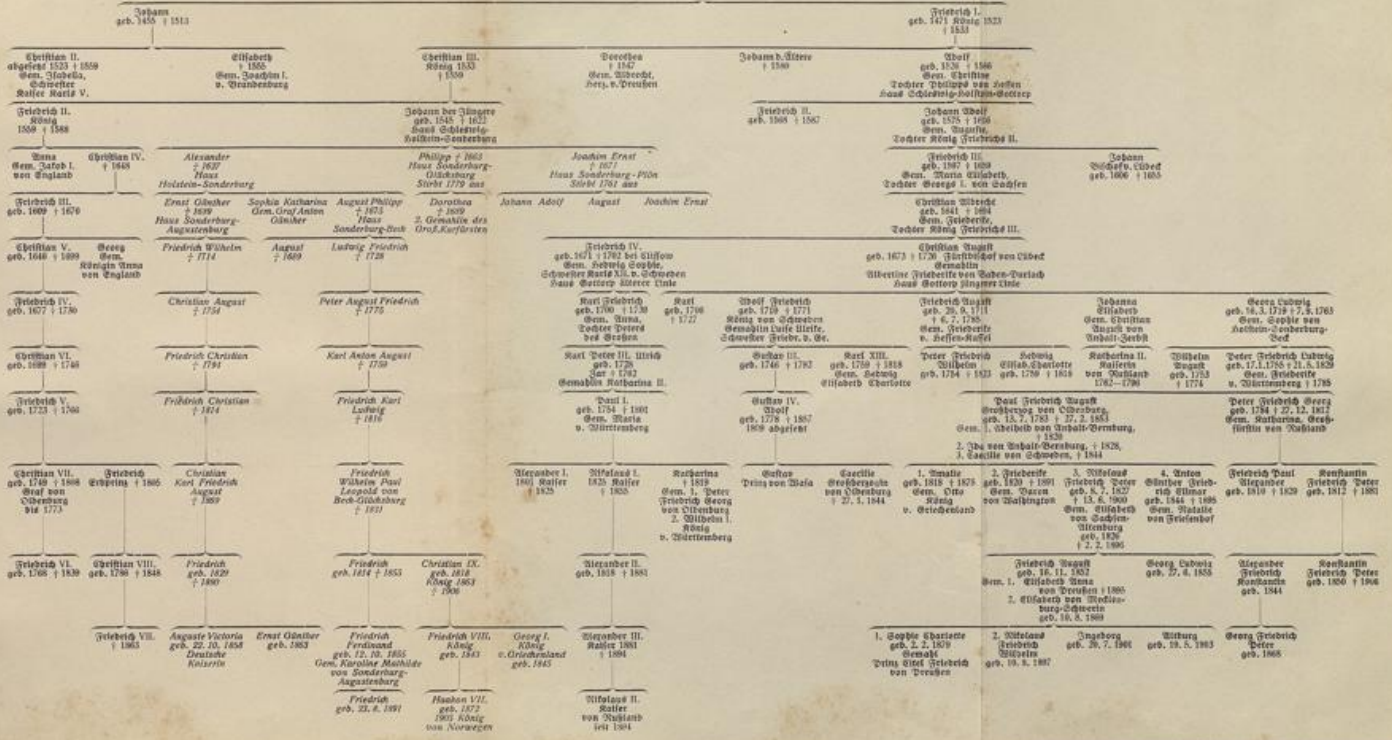 Johann
geb. 1455 † 1513
Friedrich I.
geb. 1471 König 1523
† 1533
Christian II.
abgesetzt 1523 † 1559
Gem. Isabella,
Schwester
Kaiser Karls V.
Elisabeth
† 1555
Gem. Joachim I.
v. Brandenburg
Christian III.
König 1533
† 1559
Dorothea
† 1547
Gem. Albrecht,
Herz. v. Preußen
Johann d. Ältere
† 1580
Adolf
geb. 1526 † 1586
Gem. Christine
Tochter Philipps von Hessen
Haus Schleswig-Holstein-Gottorp
Friedrich II.
König
1559 † 1588
Johann der Jüngere
geb. 1545 † 1622
Haus Schleswig-
Holstein-Sonderburg
Friedrich II.
geb. 1568 † 1587
Johann Adolf
geb. 1575 † 1616
Gem. Auguste,
Tochter König Friedrichs II.
Anna
Gem. Jakob I.
von England
Christian IV.
† 1648
Alexander
† 1627
Haus
Holstein-Sonderburg
Philipp † 1663
Haus Sonderburg-
Glücksburg
Stirbt 1779 aus
Joachim Ernst
† 1671
Haus Sonderburg-Plön
Stirbt 1761 aus
Friedrich III.
geb. 1597 † 1659
Gem. Maria Elisabeth,
Tochter Georgs I. von Sachsen
Johann
Bischof v. Lübeck
geb. 1606 † 1655
Friedrich III.
geb. 1609 † 1670
Ernst Günther
† 1689
Haus Sonderburg-
Augustenburg
Sophia Katharina
Gem. Graf Anton
Günther
August Philipp
† 1675
Haus
Sonderburg-Beck
Dorothea
† 1689
2. Gemahlin des
Groß. Kurfürsten
Johann Adolf
August
Joachim Ernst
Christian Albrecht
geb. 1641 † 1694
Gem. Friederike,
Tochter König Friedrichs III.
Christian V.
geb. 1646 † 1699
Georg
Gem.
Königin Anna
von England
Friedrich Wilhelm
† 1714
August
† 1689
Ludwig Friedrich
† 1728
Friedrich IV.
geb. 1671 † 1702 bei Clissow
Gem. Hedwig Sophie,
Schwester Karls XII. v. Schweden
Haus Gottorp älterer Linie
Christian August
geb. 1673 † 1726 Fürstbischof von Lübeck
Gemahlin
Albertine Friederike von Baden-Durlach
Haus Gottorp jüngerer Linie
Friedrich IV.
geb. 1677 † 1730
Christian August
† 1754
Peter August Friedrich
† 1775
Karl Friedrich
geb. 1700 † 1739
Gem. Anna,
Tochter Peters
des Großen
Karl
geb. 1706
† 1727
Adolf Friedrich
geb. 1710 † 1771
König von Schweden
Gemahlin Luise Ulrike,
Schwester Friedr. d. Gr.
Friedrich August
geb. 20. 9. 1711
† 6. 7. 1785
Gem. Friederike
v. Hessen-Kassel
Johanna
Elisabeth
Gem. Christian
August von
Anhalt-Zerbst
Georg Ludwig
geb. 16. 3. 1719 † 7. 9. 1763
Gem. Sophie von
Holstein-Sonderburg-
Beck
Christian VI.
geb. 1699 † 1746
Friedrich Christian
† 1794
Karl Anton August
† 1759
Karl Peter III. Ulrich
geb. 1728
Zar † 1762
Gemahlin Katharina II.
Gustav III.
geb. 1746 † 1792
Karl XIII.
geb. 1759 † 1818
Gem. Hedwig
Elisabeth Charlotte
Peter Friedrich
Wilhelm
geb. 1754 † 1823
Hedwig
Elisab. Charlotte
geb. 1759 † 1818
Katharina II.
Kaiserin
von Rußland
1762—1796
Wilhelm
August
geb. 1753
† 1774
Peter Friedrich Ludwig
geb. 17.1.1755 † 21.5.1829
Gem. Friederike
v. Württemberg † 1785
Friedrich V.
geb. 1723 † 1766
Friedrich Christian
† 1814
Friedrich Karl
Ludwig
† 1816
Paul I.
geb. 1754 † 1801
Gem. Maria
v. Württemberg
Gustav IV.
Adolf
geb. 1778 † 1837
1809 abgesetzt
Paul Friedrich August
Großherzog von Oldenburg,
geb. 13. 7. 1783 † 27. 2. 1853
Gem. 1. Adelheid von Anhalt-Bernburg,
† 1820
2. Ida von Anhalt-Bernburg, † 1828,
3. Caecilie von Schweden, † 1844
Peter Friedrich Georg
geb. 1784 † 27. 12. 1812
Gem. Katharina, Groß-
fürstin von Rußland
Christian VII.
geb. 1749 † 1808
Graf von
Oldenburg
bis 1773
Friedrich
Erbprinz † 1805
Christian
Karl Friedrich
August
† 1869
Friedrich
Wilhelm Paul
Leopold von
Beck-Glücksburg
† 1831
Alexander I.
1801 Kaiser
† 1825
Nikolaus I.
1825 Kaiser
† 1855
Katharina
† 1819
Gem. 1. Peter
Friedrich Georg
von Oldenburg
2. Wilhelm I.
König
v. Württemberg
Gustav
Prinz von Wasa
Caecilie
Großherzogin
von Oldenburg
† 27. 1. 1844
1. Amalie
geb. 1818 † 1875
Gem. Otto
König
v. Griechenland
2. Friederike
geb. 1820 † 1891
Gem. Baron
von Washington
3. Nikolaus
Friedrich Peter
geb. 8. 7. 1827
† 13. 6. 1900
Gem. Elisabeth
von Sachsen-
Altenburg
geb. 1826
† 2. 2. 1896
4. Anton
Günther Fried-
rich Elimar
geb. 1844 † 1895
Gem. Natalie
von Friesenhof
Friedrich Paul
Alexander
geb. 1810 † 1829
Konstantin
Friedrich Peter
geb. 1812 † 1881
Friedrich VI.
geb. 1768 † 1839
Christian VIII.
geb. 1786 † 1848
Friedrich
geb. 1829
† 1880
Friedrich
geb. 1814 † 1853
Christian IX.
geb. 1818
König 1863
† 1906
Alexander II.
geb. 1818 † 1881
Friedrich August
geb. 16. 11. 1852
Gem. 1. Elisabeth Anna
von Preußen † 1895
2. Elisabeth von Mecklen-
burg-Schwerin
geb. 10. 8. 1869
Georg Ludwig
geb. 27. 6. 1855
Alexander
Friedrich
Konstantin
geb. 1844
Konstantin
Friedrich Peter
geb. 1850 † 1906
Friedrich VII.
† 1863
Auguste Victoria
geb. 22. 10. 1858
Deutsche
Kaiserin
Ernst Günther
geb. 1863
Friedrich
Ferdinand
geb. 12. 10. 1855
Gem. Karoline Mathilde
von Sonderburg-
Augustenburg
Friedrich VIII.
König
geb. 1843
Georg I.
König
v. Griechenland
geb. 1845
Alexander III.
Kaiser 1881
† 1894
1. Sophie Charlotte
geb. 2. 2. 1879
Gemahl
Prinz Eitel Friedrich
von Preußen
2. Nikolaus
Friedrich
Wilhelm
geb. 10. 8. 1897
Ingeborg
geb. 20. 7. 1901
Altburg
geb. 19. 5. 1903
Georg Friedrich
Peter
geb. 1868
Friedrich
geb. 23. 8. 1891
Haakon VII.
geb. 1872
1905 König
von Norwegen
Nikolaus II.
Kaiser
von Rußland
seit 1894